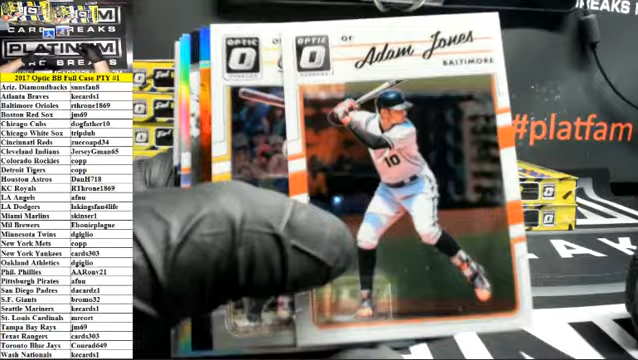 CARD BREAKS
PLATINUM
CARD BREAKS
2017 Optic BB Full Case PTY #1
Ariz. Diamondbacks sunsfan8
Atlanta Braves kecards1
Baltimore Orioles rthrone1869
Boston Red Sox jm69
Chicago Cubs dogfather10
Chicago White Sox tripdub
Cincinnati Reds zuccoapd34
Cleveland Indians JerseyGman65
Colorado Rockies copp
Detroit Tigers copp
Houston Astros DanH718
KC Royals RThrone1869
LA Angels afnu
LA Dodgers lakingsfan4life
Miami Marlins skinser1
Mil Brewers Ebonicplague
Minnesota Twins dgiglio
New York Mets copp
New York Yankees cards303
Oakland Athletics dgiglio
Phil. Phillies AARonv21
Pittsburgh Pirates afnu
San Diego Padres dacardz1
S.F. Giants bromo32
Seattle Mariners kecards1
St. Louis Cardinals mrcort
Tampa Bay Rays jm69
Texas Rangers cards303
Toronto Blue Jays Conrad649
Wash Nationals kecards1
OPTIC
OPTIC
OF
Adam Jones
BALTIMORE
10
#platfam